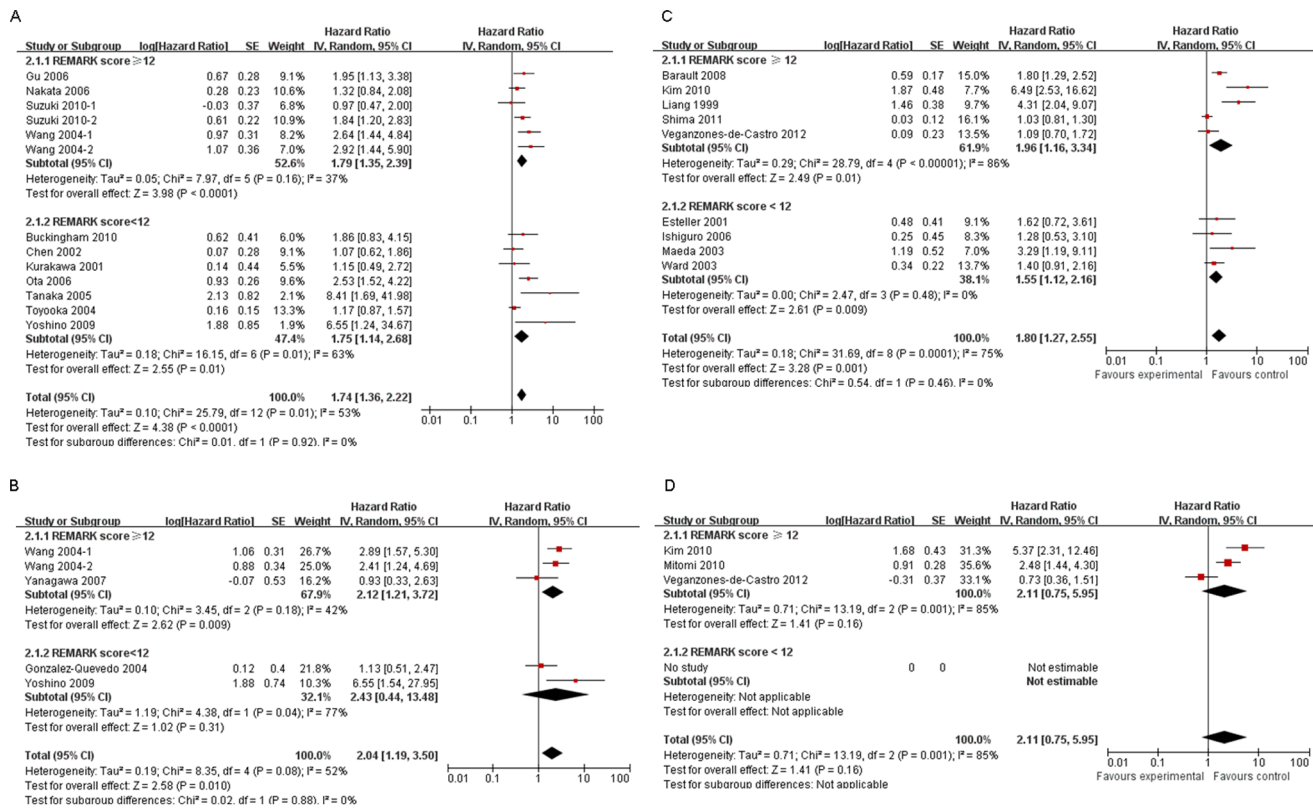 A
Hazard Ratio Hazard Ratio
Study or Subgroup log[Hazard Ratio] SE Weight IV, Random, 95% CI IV, Random, 95% CI
2.1.1 REMARK score ≥12
Gu 2006 0.67 0.28 9.1% 1.95 [1.13, 3.38]
Nakata 2006 0.28 0.23 10.6% 1.32 [0.84, 2.08]
Suzuki 2010-1 -0.03 0.37 6.8% 0.97 [0.47, 2.00]
Suzuki 2010-2 0.61 0.22 10.9% 1.84 [1.20, 2.83]
Wang 2004-1 0.97 0.31 8.2% 2.64 [1.44, 4.84]
Wang 2004-2 1.07 0.36 7.0% 2.92 [1.44, 5.90]
Subtotal (95% CI) 52.6% 1.79 [1.35, 2.39]
Heterogeneity: Tau² = 0.05; Chi² = 7.97, df = 5 (P = 0.16); I² = 37%
Test for overall effect: Z = 3.98 (P < 0.0001)
2.1.2 REMARK score<12
Buckingham 2010 0.62 0.41 6.0% 1.86 [0.83, 4.15]
Chen 2002 0.07 0.28 9.1% 1.07 [0.62, 1.86]
Kurakawa 2001 0.14 0.44 5.5% 1.15 [0.49, 2.72]
Ota 2006 0.93 0.26 9.6% 2.53 [1.52, 4.22]
Tanaka 2005 2.13 0.82 2.1% 8.41 [1.69, 41.98]
Toyooka 2004 0.16 0.15 13.3% 1.17 [0.87, 1.57]
Yoshino 2009 1.88 0.85 1.9% 6.55 [1.24, 34.67]
Subtotal (95% CI) 47.4% 1.75 [1.14, 2.68]
Heterogeneity: Tau² = 0.18; Chi² = 16.15, df = 6 (P = 0.01); I² = 63%
Test for overall effect: Z = 2.55 (P = 0.01)
Total (95% CI) 100.0% 1.74 [1.36, 2.22]
Heterogeneity: Tau² = 0.10; Chi² = 25.79, df = 12 (P = 0.01); I² = 53%
Test for overall effect: Z = 4.38 (P < 0.0001)
Test for subgroup differences: Chi² = 0.01, df = 1 (P = 0.92), I² = 0%
0.01 0.1 1 10 100
C
Hazard Ratio Hazard Ratio
Study or Subgroup log[Hazard Ratio] SE Weight IV, Random, 95% CI IV, Random, 95% CI
2.1.1 REMARK score ≥ 12
Barault 2008 0.59 0.17 15.0% 1.80 [1.29, 2.52]
Kim 2010 1.87 0.48 7.7% 6.49 [2.53, 16.62]
Liang 1999 1.46 0.38 9.7% 4.31 [2.04, 9.07]
Shima 2011 0.03 0.12 16.1% 1.03 [0.81, 1.30]
Veganzones-de-Castro 2012 0.09 0.23 13.5% 1.09 [0.70, 1.72]
Subtotal (95% CI) 61.9% 1.96 [1.16, 3.34]
Heterogeneity: Tau² = 0.29; Chi² = 28.79, df = 4 (P < 0.00001); I² = 86%
Test for overall effect: Z = 2.49 (P = 0.01)
2.1.2 REMARK score < 12
Esteller 2001 0.48 0.41 9.1% 1.62 [0.72, 3.61]
Ishiguro 2006 0.25 0.45 8.3% 1.28 [0.53, 3.10]
Maeda 2003 1.19 0.52 7.0% 3.29 [1.19, 9.11]
Ward 2003 0.34 0.22 13.7% 1.40 [0.91, 2.16]
Subtotal (95% CI) 38.1% 1.55 [1.12, 2.16]
Heterogeneity: Tau² = 0.00; Chi² = 2.47, df = 3 (P = 0.48); I² = 0%
Test for overall effect: Z = 2.61 (P = 0.009)
Total (95% CI) 100.0% 1.80 [1.27, 2.55]
Heterogeneity: Tau² = 0.18; Chi² = 31.69, df = 8 (P = 0.0001); I² = 75%
Test for overall effect: Z = 3.28 (P = 0.001)
Test for subgroup differences: Chi² = 0.54, df = 1 (P = 0.46), I² = 0%
0.01 0.1 1 10 100
Favours experimental Favours control
B
Hazard Ratio Hazard Ratio
Study or Subgroup log[Hazard Ratio] SE Weight IV, Random, 95% CI IV, Random, 95% CI
2.1.1 REMARK score ≥12
Wang 2004-1 1.06 0.31 26.7% 2.89 [1.57, 5.30]
Wang 2004-2 0.88 0.34 25.0% 2.41 [1.24, 4.69]
Yanagawa 2007 -0.07 0.53 16.2% 0.93 [0.33, 2.63]
Subtotal (95% CI) 67.9% 2.12 [1.21, 3.72]
Heterogeneity: Tau² = 0.10; Chi² = 3.45, df = 2 (P = 0.18); I² = 42%
Test for overall effect: Z = 2.62 (P = 0.009)
2.1.2 REMARK score<12
Gonzalez-Quevedo 2004 0.12 0.4 21.8% 1.13 [0.51, 2.47]
Yoshino 2009 1.88 0.74 10.3% 6.55 [1.54, 27.95]
Subtotal (95% CI) 32.1% 2.43 [0.44, 13.48]
Heterogeneity: Tau² = 1.19; Chi² = 4.38, df = 1 (P = 0.04); I² = 77%
Test for overall effect: Z = 1.02 (P = 0.31)
Total (95% CI) 100.0% 2.04 [1.19, 3.50]
Heterogeneity: Tau² = 0.19; Chi² = 8.35, df = 4 (P = 0.08); I² = 52%
Test for overall effect: Z = 2.58 (P = 0.010)
Test for subgroup differences: Chi² = 0.02, df = 1 (P = 0.88), I² = 0%
0.01 0.1 1 10 100
D
Hazard Ratio Hazard Ratio
Study or Subgroup log[Hazard Ratio] SE Weight IV, Random, 95% CI IV, Random, 95% CI
2.1.1 REMARK score ≥ 12
Kim 2010 1.68 0.43 31.3% 5.37 [2.31, 12.46]
Mitomi 2010 0.91 0.28 35.6% 2.48 [1.44, 4.30]
Veganzones-de-Castro 2012 -0.31 0.37 33.1% 0.73 [0.36, 1.51]
Subtotal (95% CI) 100.0% 2.11 [0.75, 5.95]
Heterogeneity: Tau² = 0.71; Chi² = 13.19, df = 2 (P = 0.001); I² = 85%
Test for overall effect: Z = 1.41 (P = 0.16)
2.1.2 REMARK score < 12
No study 0 0 Not estimable
Subtotal (95% CI) Not estimable
Heterogeneity: Not applicable
Test for overall effect: Not applicable
Total (95% CI) 100.0% 2.11 [0.75, 5.95]
Heterogeneity: Tau² = 0.71; Chi² = 13.19, df = 2 (P = 0.001); I² = 85%
Test for overall effect: Z = 1.41 (P = 0.16)
Test for subgroup differences: Not applicable
0.01 0.1 1 10 100
Favours experimental Favours control